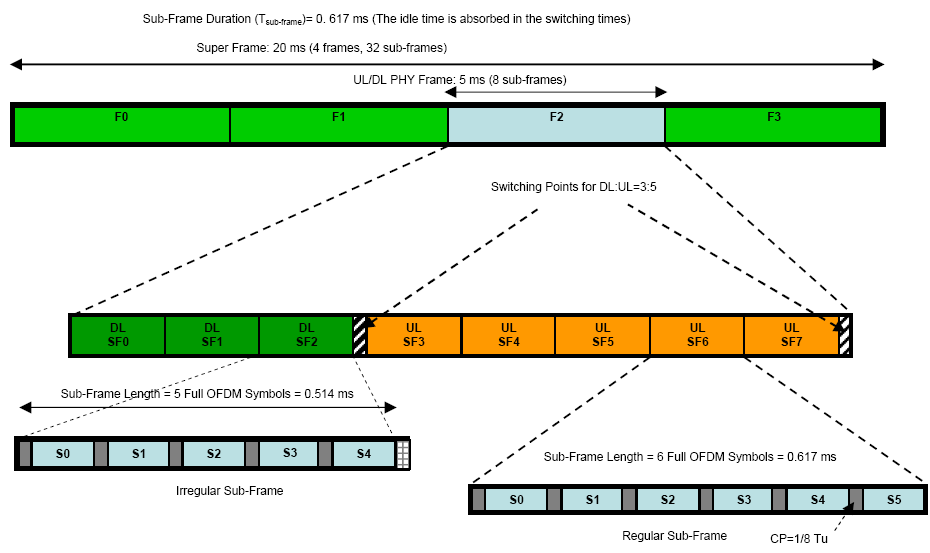 Sub-Frame Duration (Tsub-frame)= 0. 617 ms (The idle time is absorbed in the switching times)
Super Frame: 20 ms (4 frames, 32 sub-frames)
UL/DL PHY Frame: 5 ms (8 sub-frames)
F0 F1 F2 F3
Switching Points for DL:UL=3:5
DL DL DL UL UL UL UL UL
SF0 SF1 SF2 SF3 SF4 SF5 SF6 SF7
Sub-Frame Length = 5 Full OFDM Symbols = 0.514 ms
S0 S1 S2 S3 S4
Irregular Sub-Frame
Sub-Frame Length = 6 Full OFDM Symbols = 0.617 ms
S0 S1 S2 S3 S4 S5
Regular Sub-Frame
CP=1/8 Tu